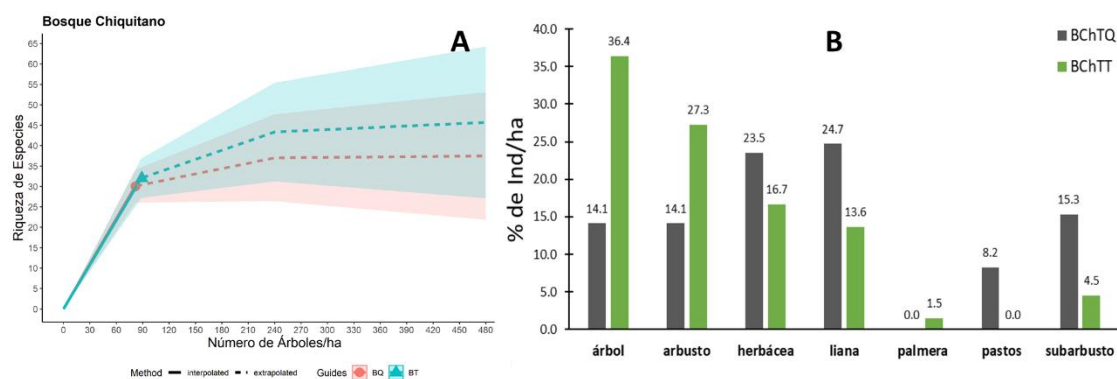 Bosque Chiquitano
A
Riqueza de Especies
65
60
55
50
45
40
35
30
25
20
15
10
5
0
0 30 60 90 120 150 180 210 240 270 300 330 360 390 420 450 480
Número de Árboles/ha
Method interpolated extrapolated Guides BQ BT
B
BChTQ
BChTT
% de Ind/ha
40.0
35.0
30.0
25.0
20.0
15.0
10.0
5.0
0.0
14.1 36.4 14.1 27.3 23.5 16.7 24.7 13.6 0.0 1.5 8.2 0.0 15.3 4.5
árbol arbusto herbácea liana palmera pastos subarbusto